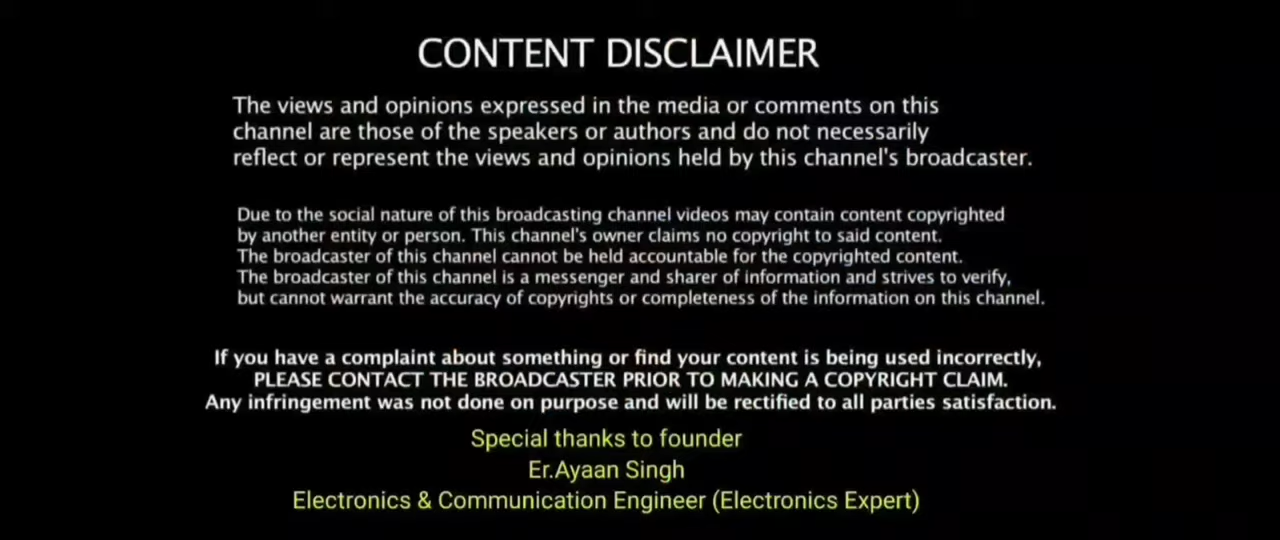 CONTENT DISCLAIMER
The views and opinions expressed in the media or comments on this
channel are those of the speakers or authors and do not necessarily
reflect or represent the views and opinions held by this channel's broadcaster.
Due to the social nature of this broadcasting channel videos may contain content copyrighted
by another entity or person. This channel's owner claims no copyright to said content.
The broadcaster of this channel cannot be held accountable for the copyrighted content.
The broadcaster of this channel is a messenger and sharer of information and strives to verify,
but cannot warrant the accuracy of copyrights or completeness of the information on this channel.
If you have a complaint about something or find your content is being used incorrectly,
PLEASE CONTACT THE BROADCASTER PRIOR TO MAKING A COPYRIGHT CLAIM.
Any infringement was not done on purpose and will be rectified to all parties satisfaction.
Special thanks to founder
Er.Ayaan Singh
Electronics & Communication Engineer (Electronics Expert)